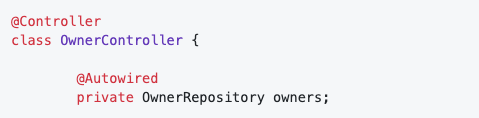 @Controller
class OwnerController {
@Autowired
private OwnerRepository owners;